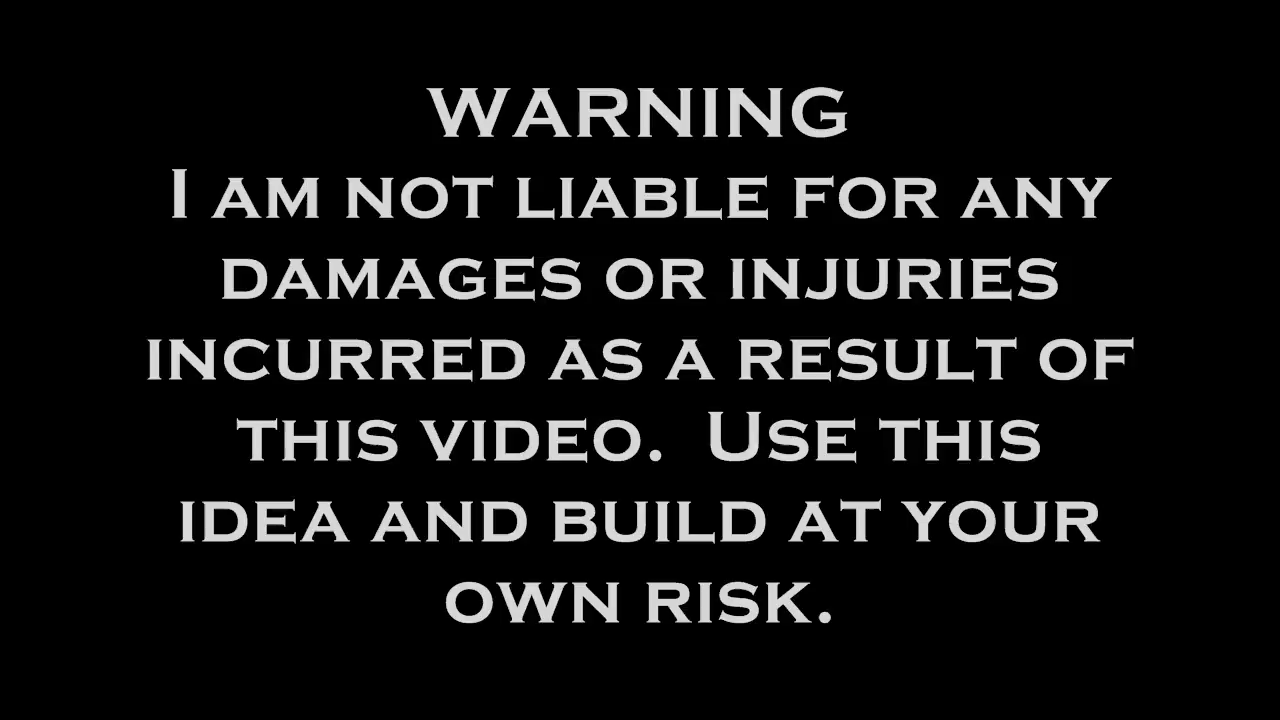 WARNING
I AM NOT LIABLE FOR ANY
DAMAGES OR INJURIES
INCURRED AS A RESULT OF
THIS VIDEO.  USE THIS
IDEA AND BUILD AT YOUR
OWN RISK.